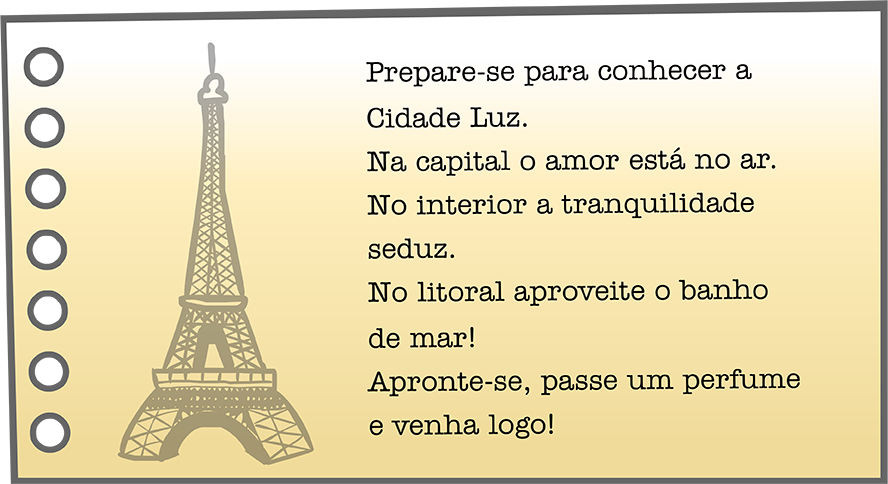 Prepare-se para conhecer a
Cidade Luz.
Na capital o amor está no ar.
No interior a tranquilidade
seduz.
No litoral aproveite o banho
de mar!
Apronte-se, passe um perfume
e venha logo!